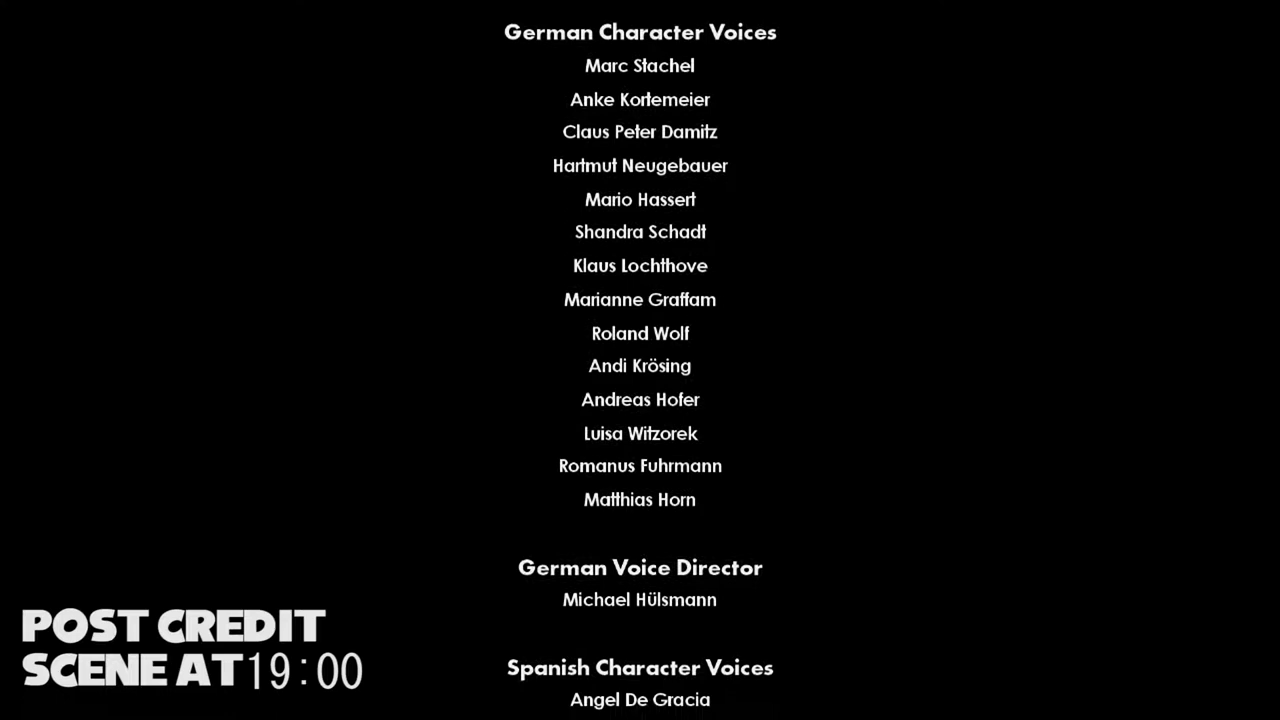 German Character Voices
Marc Stachel
Anke Kortemeier
Claus Peter Damitz
Hartmut Neugebauer
Mario Hassert
Shandra Schadt
Klaus Lochthove
Marianne Graffam
Roland Wolf
Andi Krösing
Andreas Hofer
Luisa Witzorek
Romanus Fuhrmann
Matthias Horn
German Voice Director
Michael Hülsmann
Spanish Character Voices
Angel De Gracia
POST CREDIT
SCENE AT 19:00